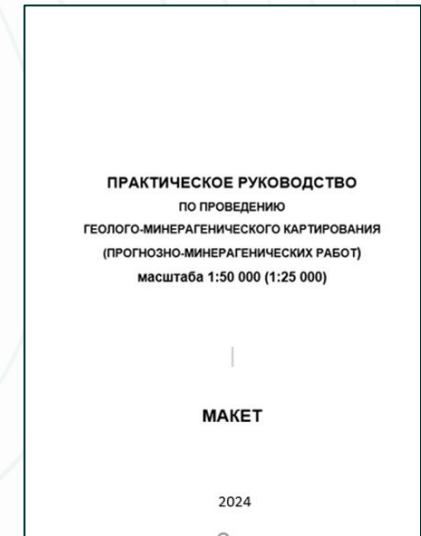 ПРАКТИЧЕСКОЕ РУКОВОДСТВО
ПО ПРОВЕДЕНИЮ
ГЕОЛОГО-МИНЕРАГЕНИЧЕСКОГО КАРТИРОВАНИЯ
(ПРОГНОЗНО-МИНЕРАГЕНИЧЕСКИХ РАБОТ)
масштаба 1:50 000 (1:25 000)
МАКЕТ
2024